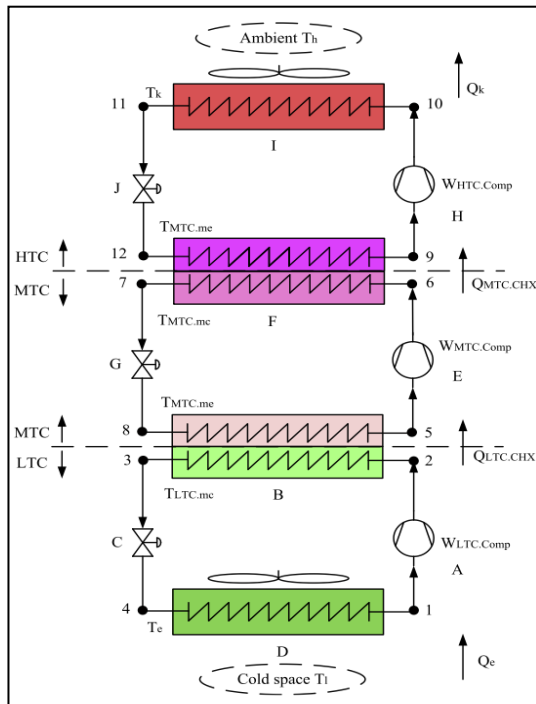 Ambient Th
Qk
11
Tk
10
I
J
WHTC.Comp
H
TMTC.me
12
9
HTC
MTC
7
6
QMTC.CHX
F
TMTC.mc
WMTC.Comp
G
E
TMTC.me
MTC
8
5
LTC
3
2
QLTC.CHX
TLTC.mc
B
WLTC.Comp
C
A
4
1
Te
D
Qe
Cold space Tl